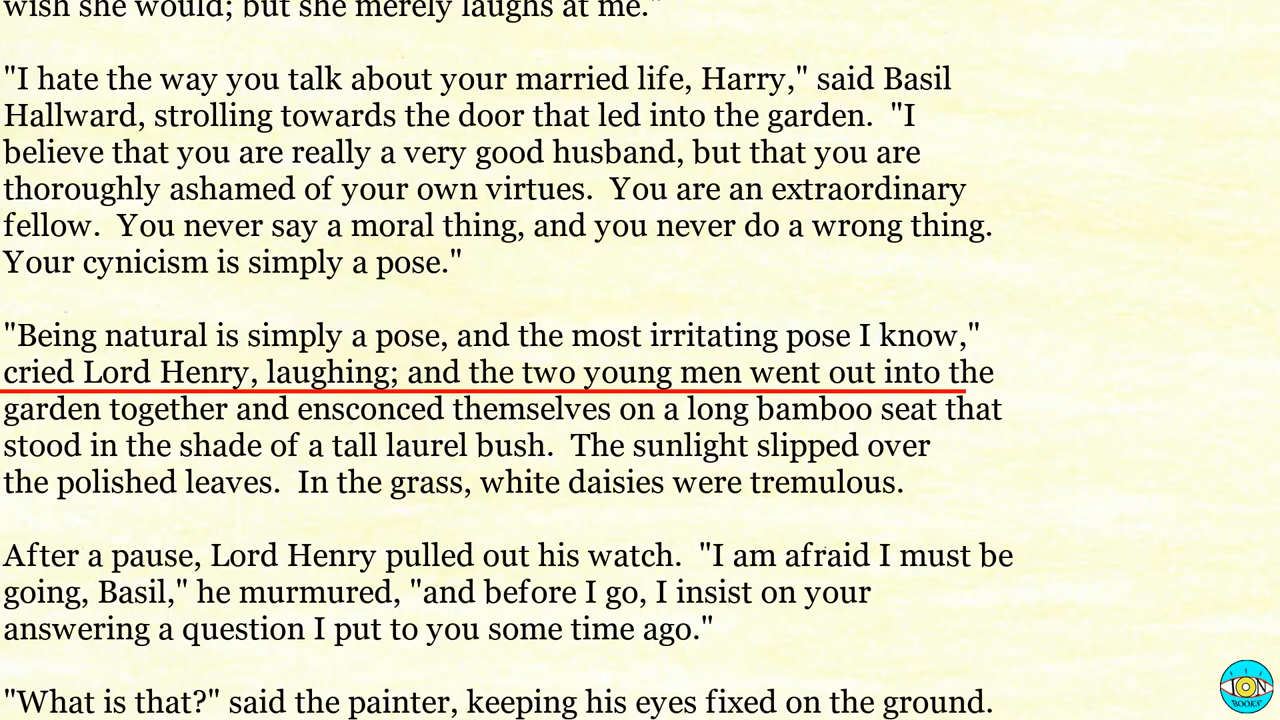 wish she would; but she merely laughs at me."
"I hate the way you talk about your married life, Harry," said Basil
Hallward, strolling towards the door that led into the garden.  "I
believe that you are really a very good husband, but that you are
thoroughly ashamed of your own virtues.  You are an extraordinary
fellow.  You never say a moral thing, and you never do a wrong thing.
Your cynicism is simply a pose."
"Being natural is simply a pose, and the most irritating pose I know,"
cried Lord Henry, laughing; and the two young men went out into the
garden together and ensconced themselves on a long bamboo seat that
stood in the shade of a tall laurel bush.  The sunlight slipped over
the polished leaves.  In the grass, white daisies were tremulous.
After a pause, Lord Henry pulled out his watch.  "I am afraid I must be
going, Basil," he murmured, "and before I go, I insist on your
answering a question I put to you some time ago."
"What is that?" said the painter, keeping his eyes fixed on the ground.
ION
BOOKS